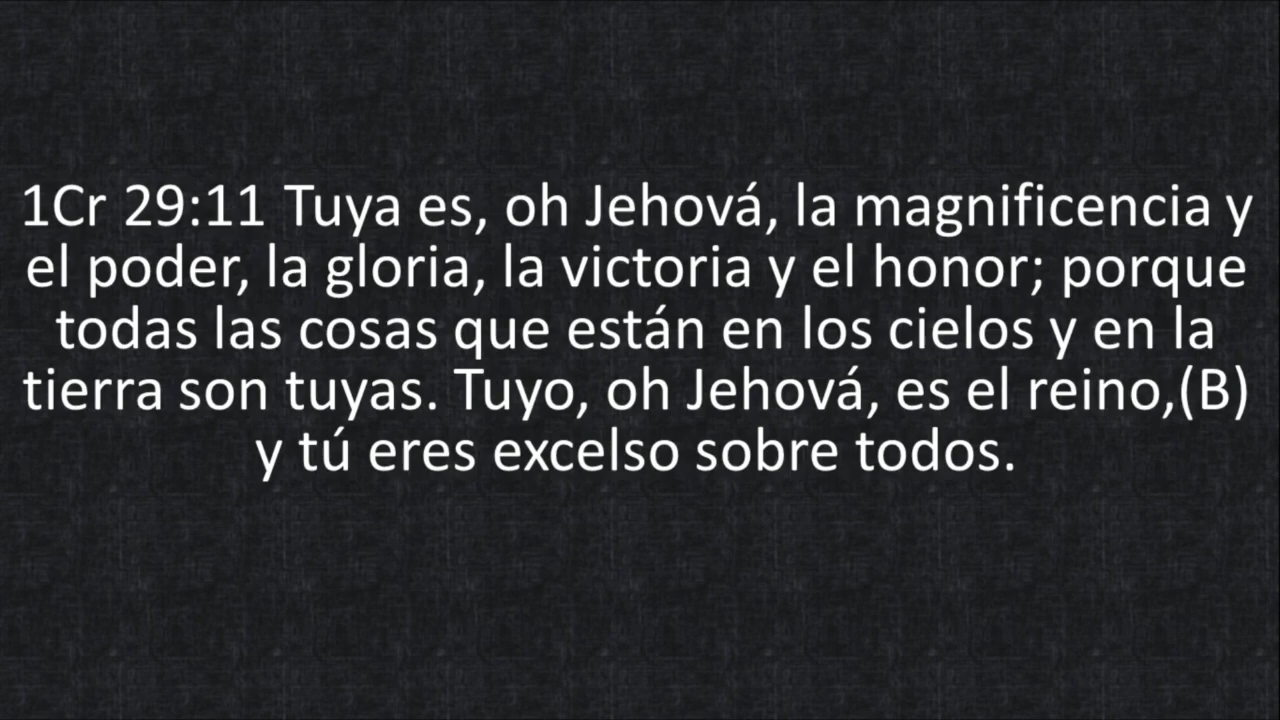 1Cr 29:11 Tuya es, oh Jehová, la magnificencia y
el poder, la gloria, la victoria y el honor; porque
todas las cosas que están en los cielos y en la
tierra son tuyas. Tuyo, oh Jehová, es el reino,(B)
y tú eres excelso sobre todos.